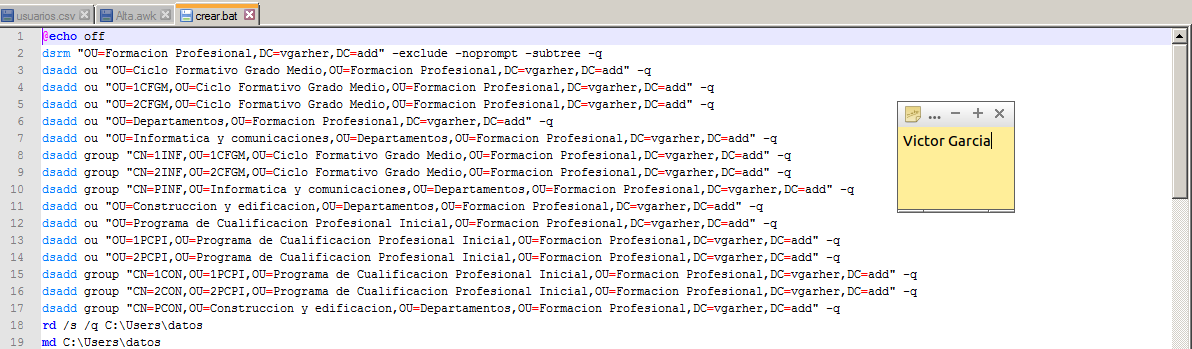 usuarios.csv Alta.awk crear.bat
1 @echo off
2 dsrm "OU=Formacion Profesional,DC=vgarher,DC=add" -exclude -noprompt -subtree -q
3 dsadd ou "OU=Ciclo Formativo Grado Medio,OU=Formacion Profesional,DC=vgarher,DC=add" -q
4 dsadd ou "OU=1CFGM,OU=Ciclo Formativo Grado Medio,OU=Formacion Profesional,DC=vgarher,DC=add" -q
5 dsadd ou "OU=2CFGM,OU=Ciclo Formativo Grado Medio,OU=Formacion Profesional,DC=vgarher,DC=add" -q
6 dsadd ou "OU=Departamentos,OU=Formacion Profesional,DC=vgarher,DC=add" -q
7 dsadd ou "OU=Informatica y comunicaciones,OU=Departamentos,OU=Formacion Profesional,DC=vgarher,DC=add" -q
8 dsadd group "CN=1INF,OU=1CFGM,OU=Ciclo Formativo Grado Medio,OU=Formacion Profesional,DC=vgarher,DC=add" -q
9 dsadd group "CN=2INF,OU=2CFGM,OU=Ciclo Formativo Grado Medio,OU=Formacion Profesional,DC=vgarher,DC=add" -q
10 dsadd group "CN=PINF,OU=Informatica y comunicaciones,OU=Departamentos,OU=Formacion Profesional,DC=vgarher,DC=add" -q
11 dsadd ou "OU=Construccion y edificacion,OU=Departamentos,OU=Formacion Profesional,DC=vgarher,DC=add" -q
12 dsadd ou "OU=Programa de Cualificacion Profesional Inicial,OU=Formacion Profesional,DC=vgarher,DC=add" -q
13 dsadd ou "OU=1PCPI,OU=Programa de Cualificacion Profesional Inicial,OU=Formacion Profesional,DC=vgarher,DC=add" -q
14 dsadd ou "OU=2PCPI,OU=Programa de Cualificacion Profesional Inicial,OU=Formacion Profesional,DC=vgarher,DC=add" -q
15 dsadd group "CN=1CON,OU=1PCPI,OU=Programa de Cualificacion Profesional Inicial,OU=Formacion Profesional,DC=vgarher,DC=add" -q
16 dsadd group "CN=2CON,OU=2PCPI,OU=Programa de Cualificacion Profesional Inicial,OU=Formacion Profesional,DC=vgarher,DC=add" -q
17 dsadd group "CN=PCON,OU=Construccion y edificacion,OU=Departamentos,OU=Formacion Profesional,DC=vgarher,DC=add" -q
18 rd /s /q C:\Users\datos
19 md C:\Users\datos
...
Victor Garcia